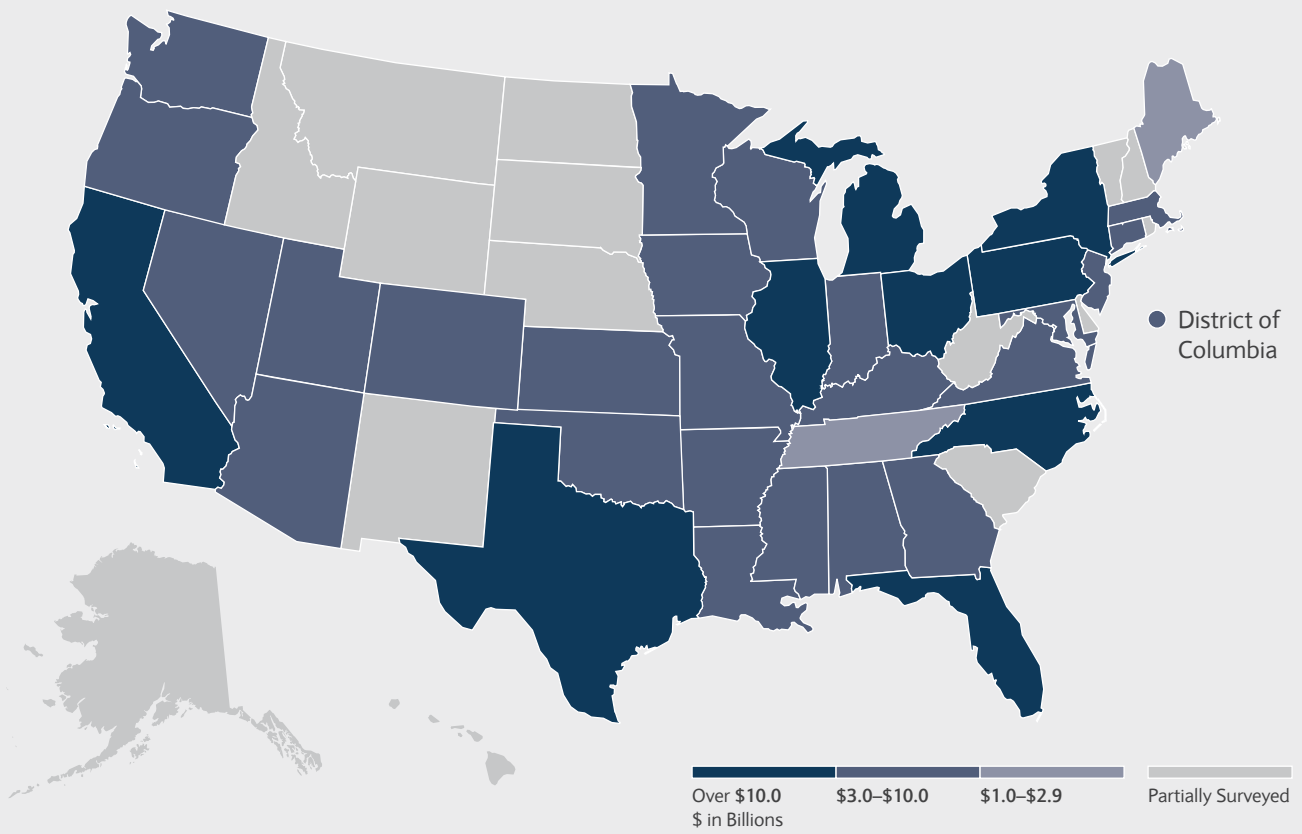 District of
Columbia
Over $10.0
$3.0–$10.0
$1.0–$2.9
Partially Surveyed
$ in Billions